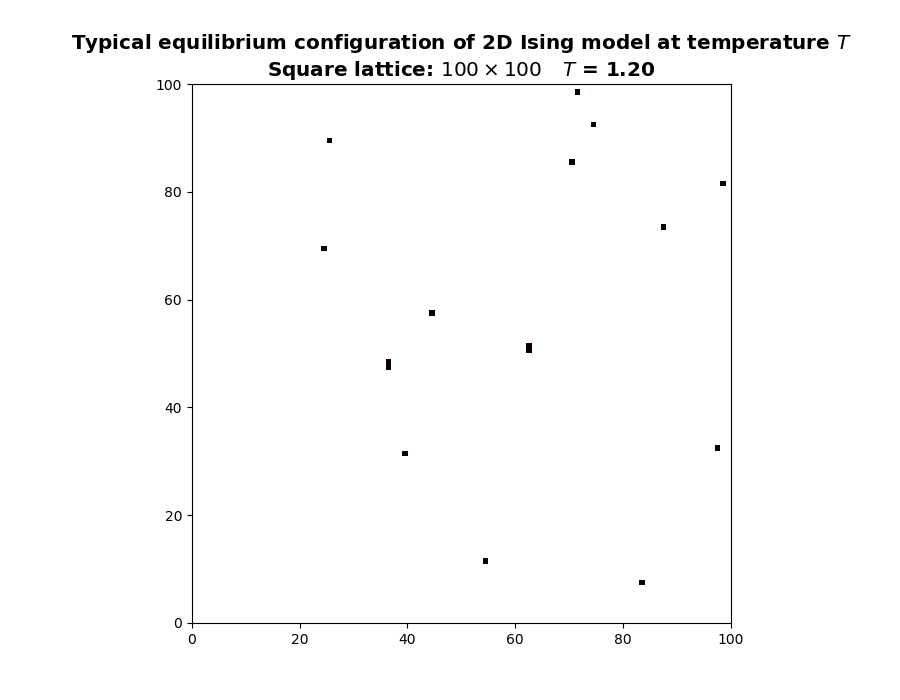 Typical equilibrium configuration of 2D Ising model at temperature T
Square lattice: 100 × 100 T = 1.20
100
80
60
40
20
0
0 20 40 60 80 100